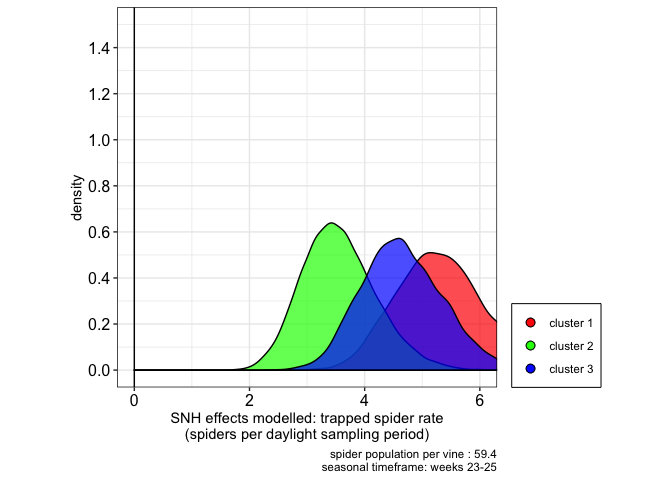 1.4
1.2
1.0
0.8
0.6
0.4
0.2
0.0
density
0 2 4 6
SNH effects modelled: trapped spider rate
(spiders per daylight sampling period)
cluster 1
cluster 2
cluster 3
spider population per vine : 59.4
seasonal timeframe: weeks 23-25